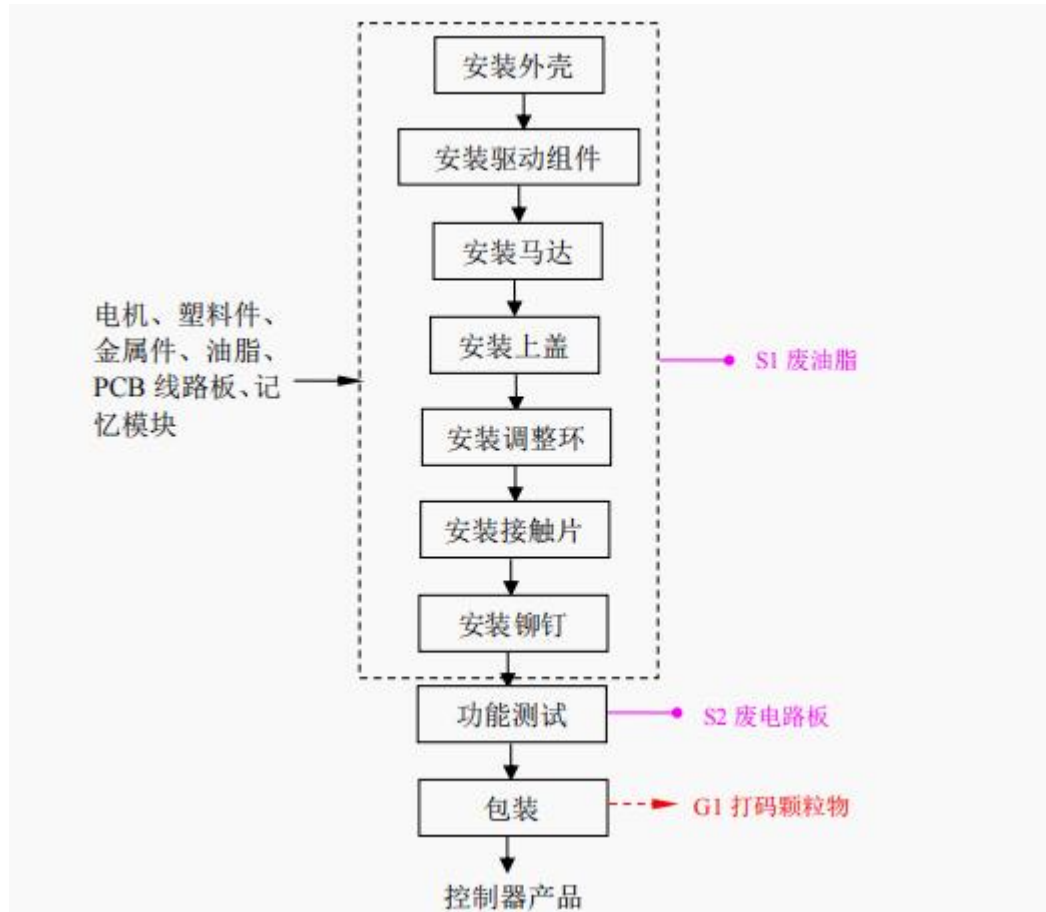 安装外壳
安装驱动组件
安装马达
安装上盖
安装调整环
安装接触片
安装铆钉
电机、塑料件、
金属件、油脂、
PCB 线路板、记
忆模块
S1 废油脂
功能测试
S2 废电路板
包装
G1 打码颗粒物
控制器产品